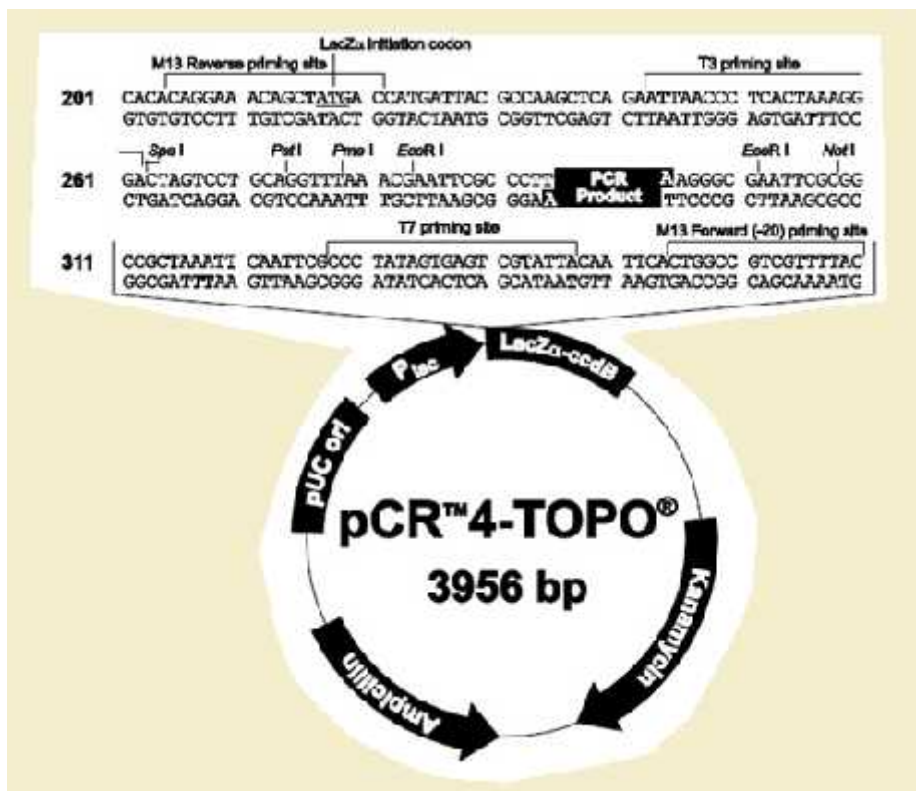 LacZα initiation codon
M13 Reverse priming site T3 priming site
201 CACACAGGAA ACAGCTATGA CCATGATTAC GCCAAGCTCA GAATTAACCC TCACTAAAGG
GTGTGTCCTT TGTCGATACT GGTACTAATG CGGTTCGAGT CTTAATTGGG AGTGATTTCC
Spe I Pst I Pme I EcoR I EcoR I Not I
261 GACTAGTCCT GCAGGTTTAA ACGAATTCGC CCTT PCR Product A AGGGC GAATTCGCGG
CTGATCAGGA CGTCCAAATT TGCTTAAGCG GGA A TTCCCG CTTAAGCGCC
T7 priming site M13 Forward (-20) priming site
311 CCGCTAAATT CAATTCGCCC TATAGTGAGT CGTATTACAA TTCACTGGCC GTCGTTTTAC
GGCGATTTAA GTTAAGCGGG ATATCACTCA GCATAATGTT AAGTGACCGG CAGCAAAATG
P lac
LacZα-ccdB
pUC ori
pCR™4-TOPO®
3956 bp
Kanamycin
Ampicillin